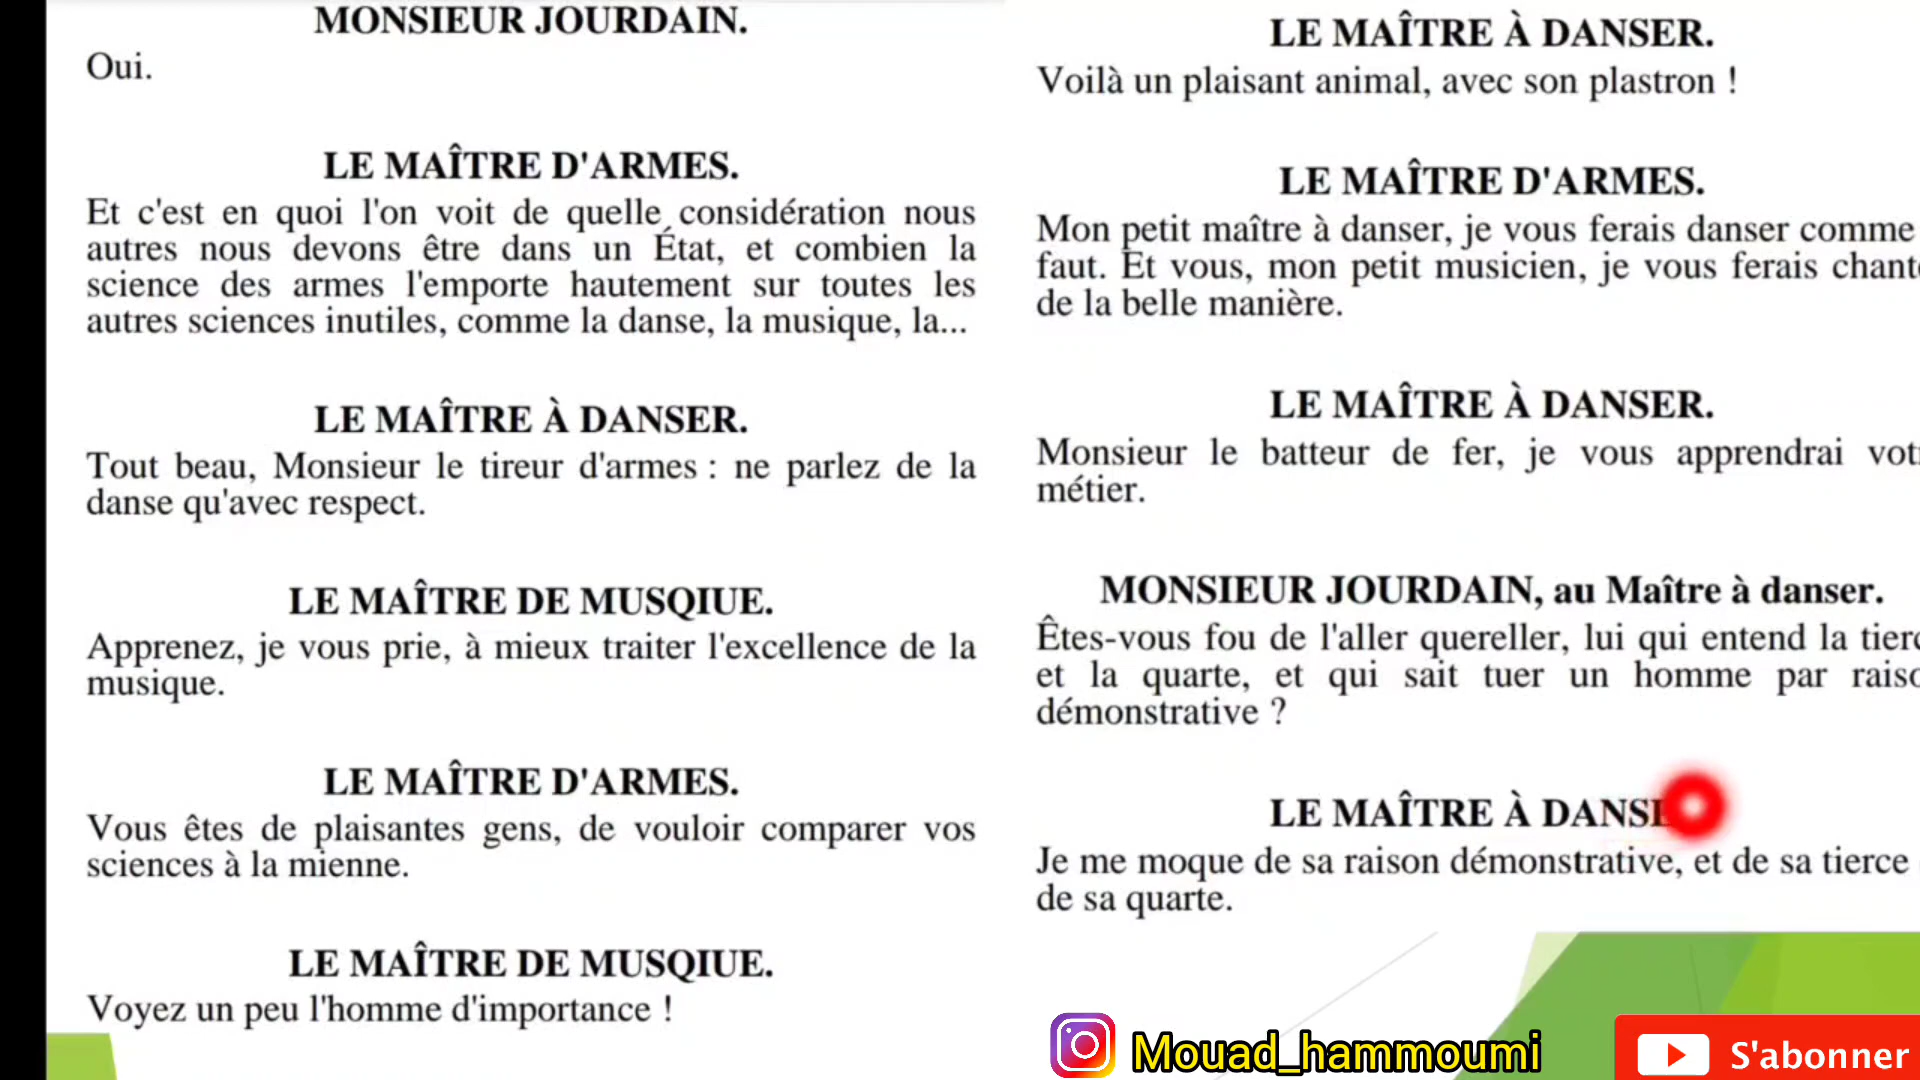 MONSIEUR JOURDAIN.
Oui.
LE MAÎTRE D'ARMES.
Et c'est en quoi l'on voit de quelle considération nous
autres nous devons être dans un État, et combien la
science des armes l'emporte hautement sur toutes les
autres sciences inutiles, comme la danse, la musique, la...
LE MAÎTRE À DANSER.
Tout beau, Monsieur le tireur d'armes : ne parlez de la
danse qu'avec respect.
LE MAÎTRE DE MUSQIUE.
Apprenez, je vous prie, à mieux traiter l'excellence de la
musique.
LE MAÎTRE D'ARMES.
Vous êtes de plaisantes gens, de vouloir comparer vos
sciences à la mienne.
LE MAÎTRE DE MUSQIUE.
Voyez un peu l'homme d'importance !
LE MAÎTRE À DANSER.
Voilà un plaisant animal, avec son plastron !
LE MAÎTRE D'ARMES.
Mon petit maître à danser, je vous ferais danser comme
faut. Et vous, mon petit musicien, je vous ferais chante
de la belle manière.
LE MAÎTRE À DANSER.
Monsieur le batteur de fer, je vous apprendrai vot
métier.
MONSIEUR JOURDAIN, au Maître à danser.
Êtes-vous fou de l'aller quereller, lui qui entend la tierc
et la quarte, et qui sait tuer un homme par raiso
démonstrative ?
LE MAÎTRE À DANSE
Je me moque de sa raison démonstrative, et de sa tierce
de sa quarte.
Mouad_hammoumi
S'abonner